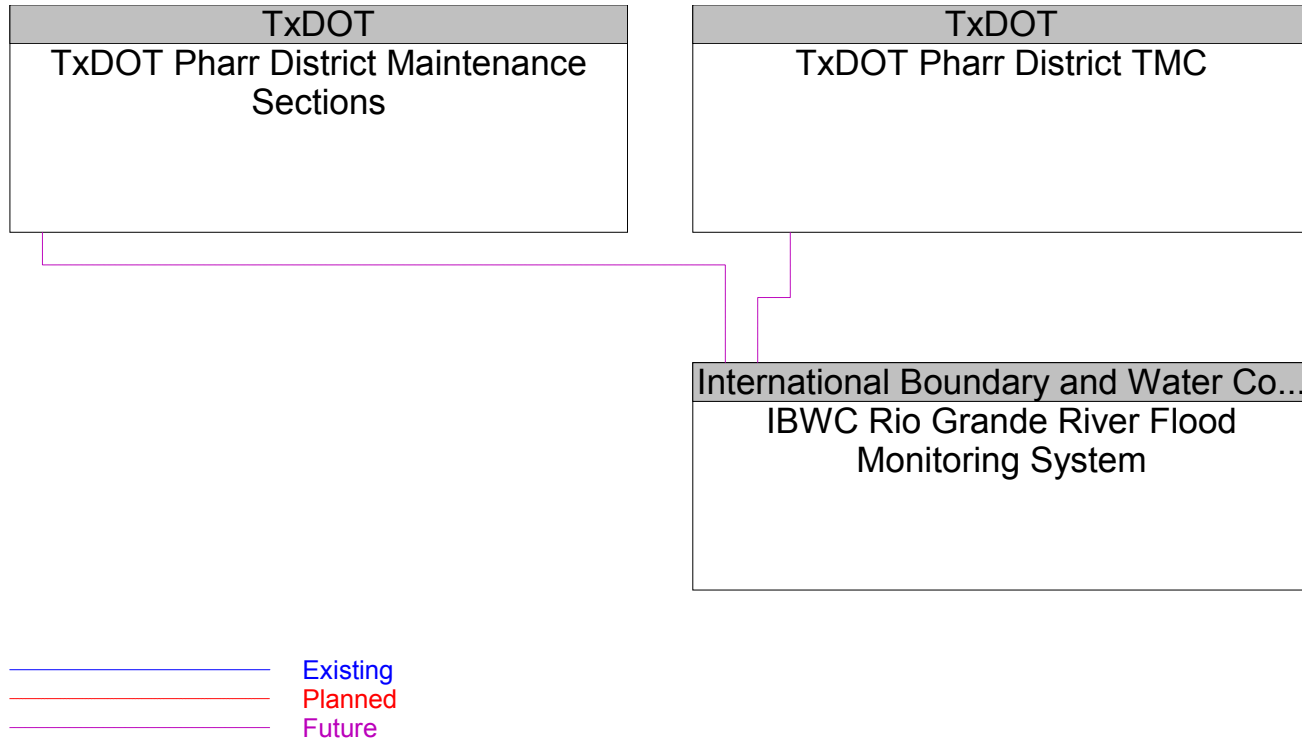 TxDOT
TxDOT Pharr District Maintenance
Sections
TxDOT
TxDOT Pharr District TMC
International Boundary and Water Co...
IBWC Rio Grande River Flood
Monitoring System
Existing
Planned
Future